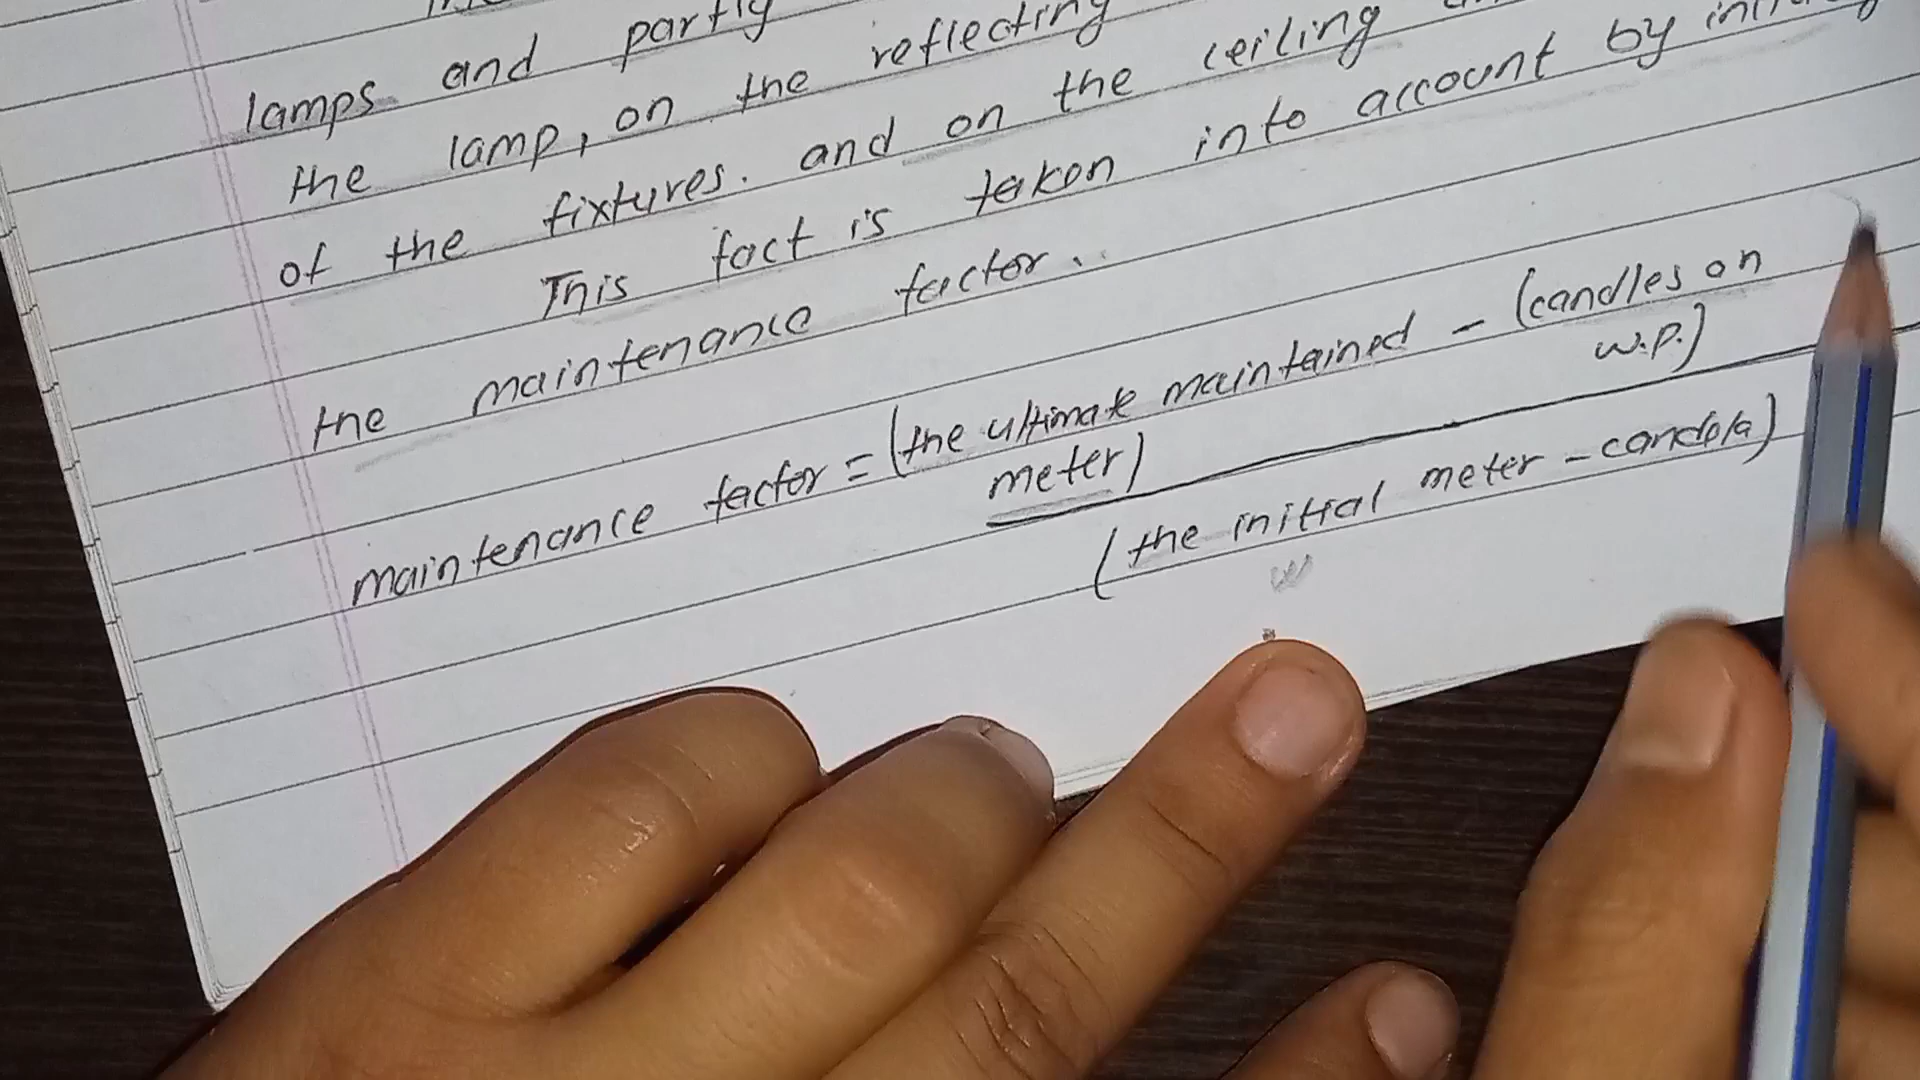 lamps and partly
the lamp, on the reflecting
of the fixtures. and on the ceiling
This fact is taken into account by
the maintenance factor.
maintenance factor = (the ultimate maintained - (candles on
meter) w.p.)
(the initial meter - candela)